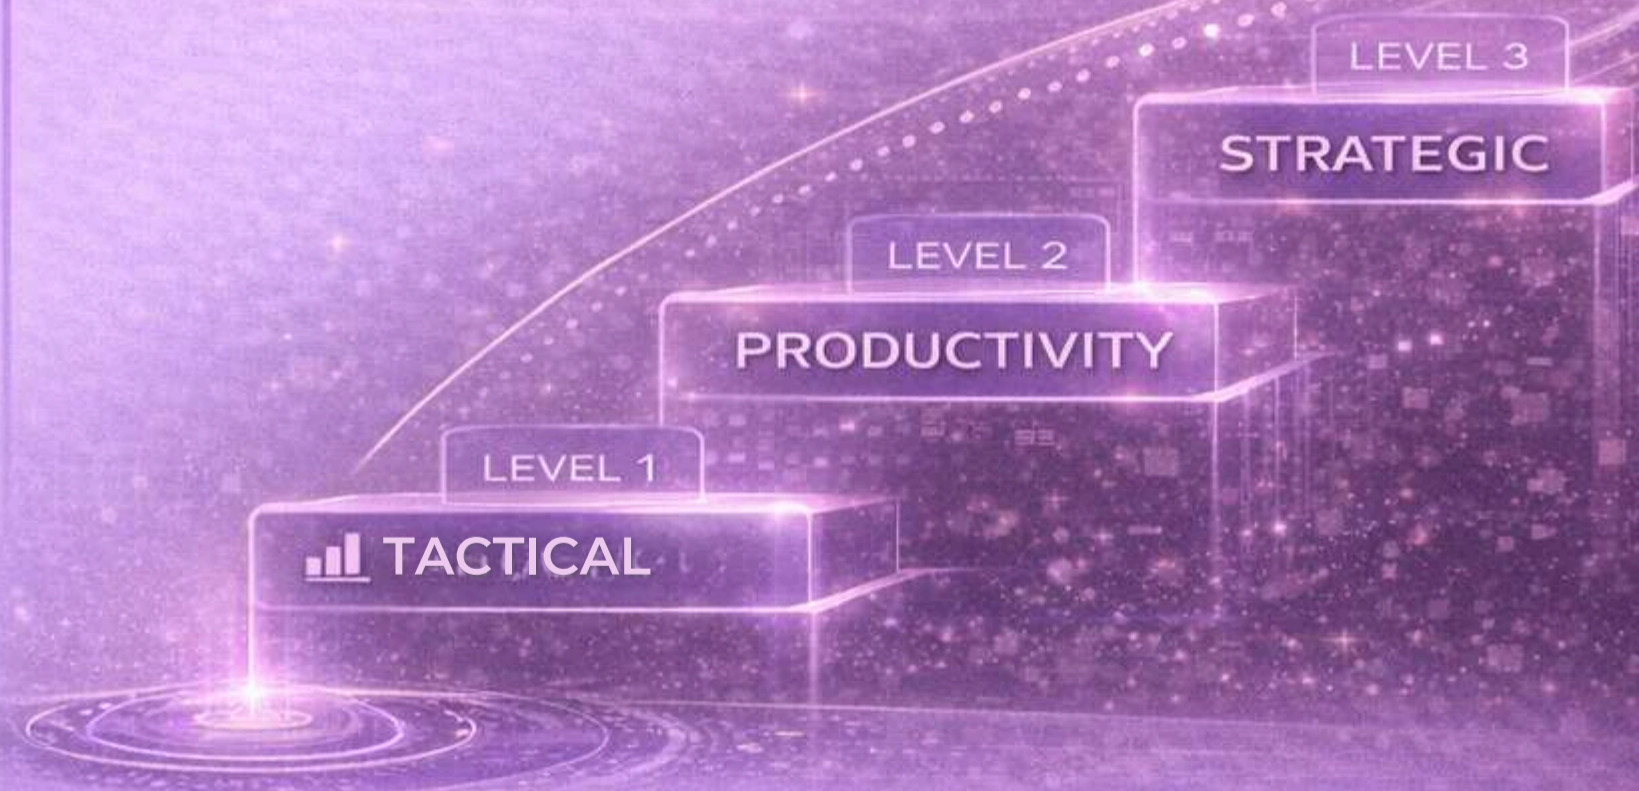 LEVEL 3
STRATEGIC
LEVEL 2
PRODUCTIVITY
LEVEL 1
TACTICAL